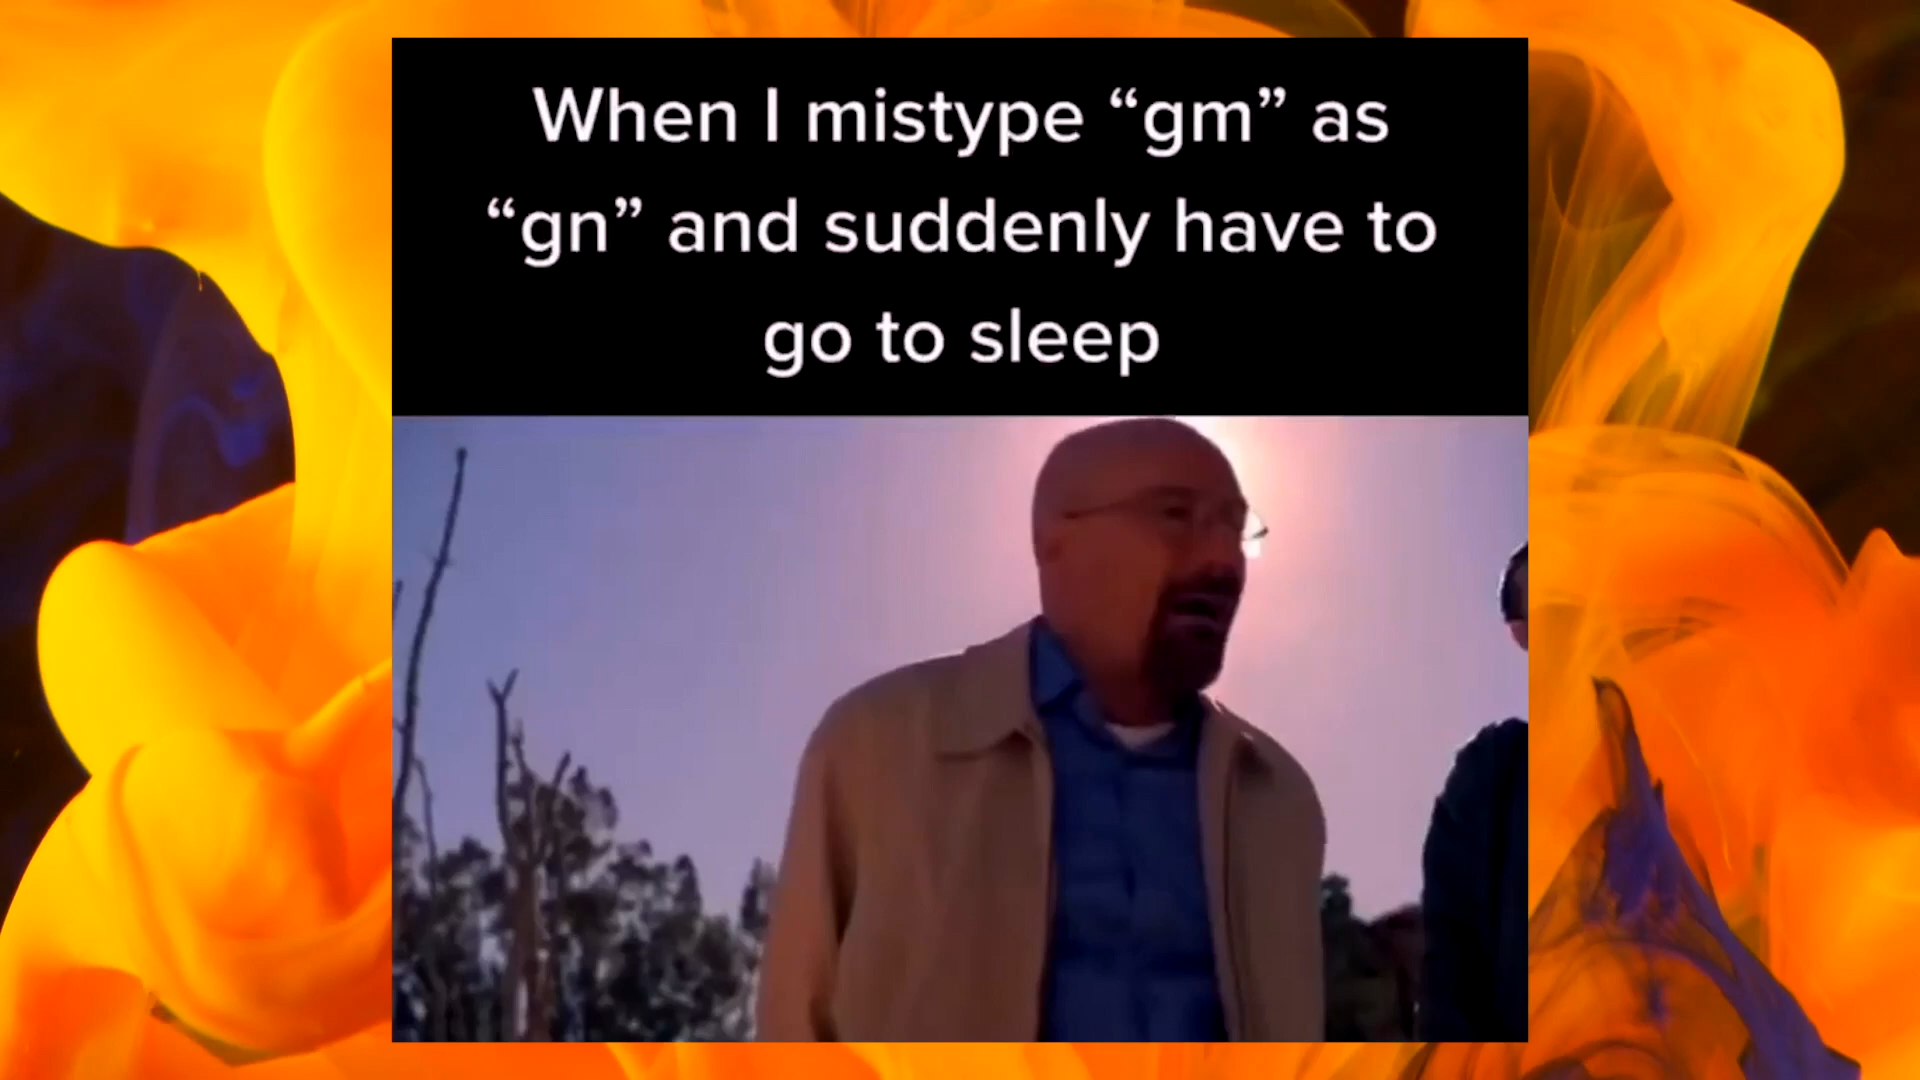 When I mistype “gm” as
“gn” and suddenly have to
go to sleep